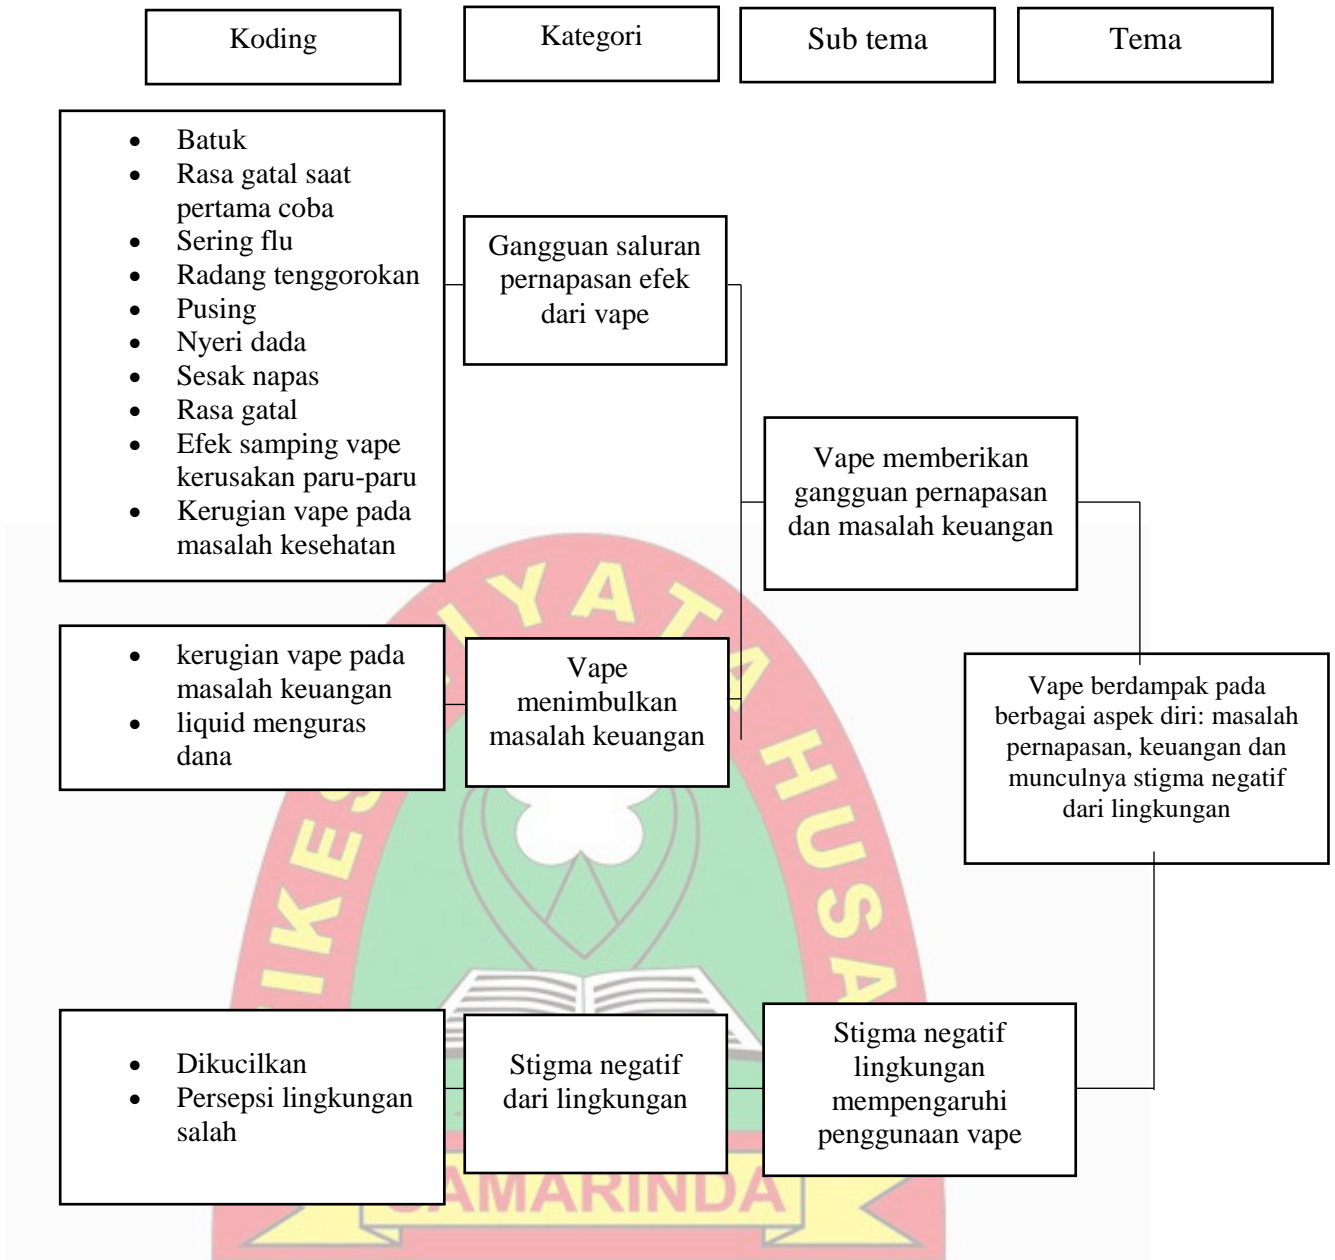 Koding
Kategori
Sub tema
Tema
• Batuk
• Rasa gatal saat
pertama coba
• Sering flu
• Radang tenggorokan
• Pusing
• Nyeri dada
• Sesak napas
• Rasa gatal
• Efek samping vape
kerusakan paru-paru
• Kerugian vape pada
masalah kesehatan
Gangguan saluran
pernapasan efek
dari vape
Vape memberikan
gangguan pernapasan
dan masalah keuangan
• kerugian vape pada
masalah keuangan
• liquid menguras
dana
Vape
menimbulkan
masalah keuangan
Vape berdampak pada
berbagai aspek diri: masalah
pernapasan, keuangan dan
munculnya stigma negatif
dari lingkungan
• Dikucilkan
• Persepsi lingkungan
salah
Stigma negatif
dari lingkungan
Stigma negatif
lingkungan
mempengaruhi
penggunaan vape
SAMARINDA